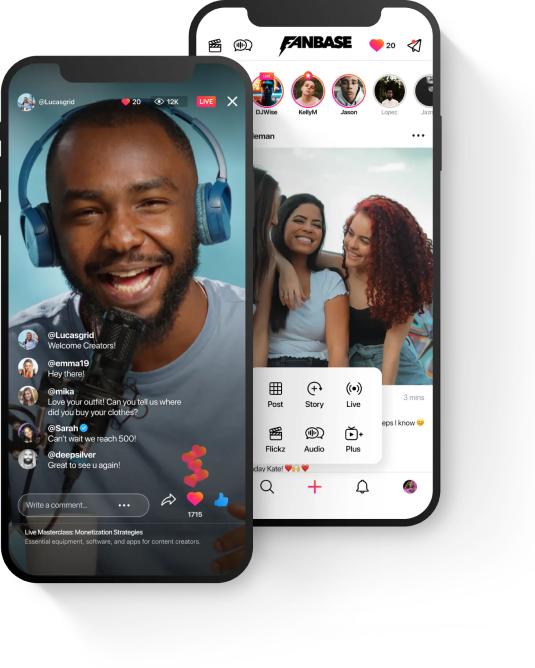 FANBASE
20
LIVE
DJWise
KellyM
Jason
Lopez
@Lucasgrid
20
12K
LIVE
@Lucasgrid
Welcome Creators!
@emma19
Hey there!
@mika
Love your outfit! Can you tell us where
did you buy your clothes?
@Sarah
Can't wait we reach 500!
@deepsilver
Great to see u again!
Write a comment...
1715
Live Masterclass: Monetization Strategies
Essential equipment, software, and apps for content creators.
Post
Story
Live
Flickz
Audio
Plus
3 mins
eps I know 😊
day Kate! ❤️🙌❤️